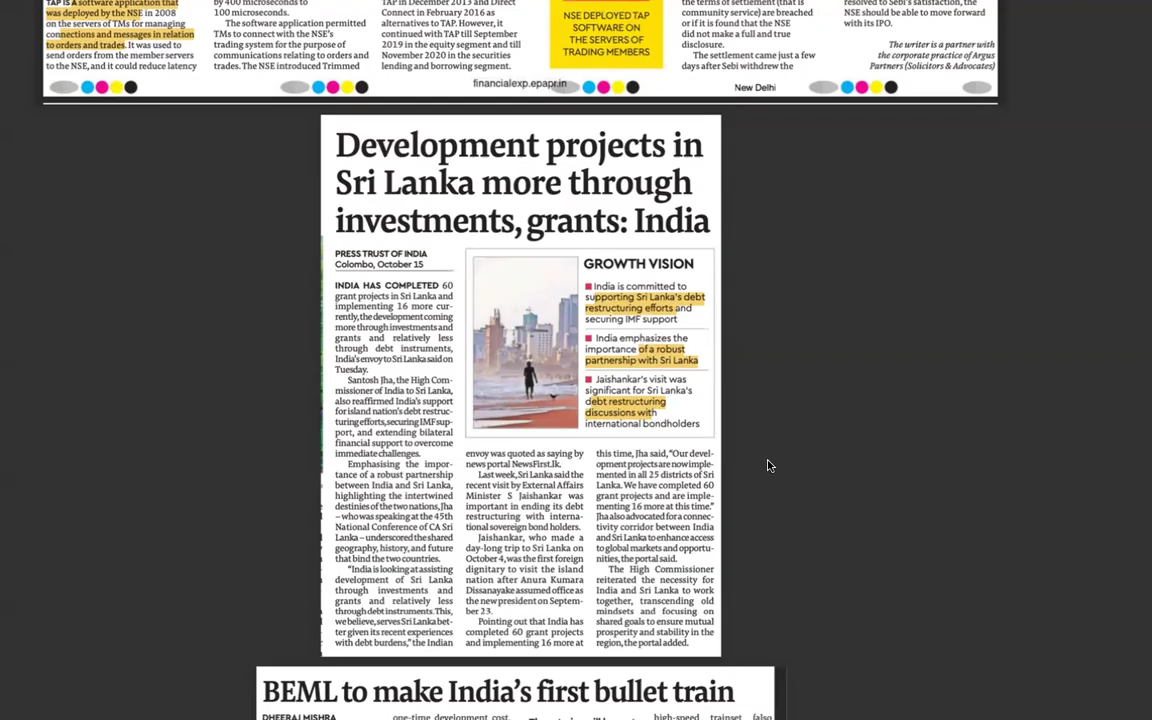 TAP IS A software application that
was deployed by the NSE in 2008
on the servers of TMs for managing
connections and messages in relation
to orders and trades. It was used to
send orders from the member servers
to the NSE, and it could reduce latency
by 400 microseconds to
100 microseconds.
The software application permitted
TMs to connect with the NSE's
trading system for the purpose of
communications relating to orders and
trades. The NSE introduced Trimmed
TAP in December 2013 and Direct
Connect in February 2016 as
alternatives to TAP. However, it
continued with TAP till September
2019 in the equity segment and till
November 2020 in the securities
lending and borrowing segment.
NSE DEPLOYED TAP
SOFTWARE ON
THE SERVERS OF
TRADING MEMBERS
the terms of settlement (that is
community service) are breached
or if it is found that the NSE
did not make a full and true
disclosure.
The settlement came just a few
days after Sebi withdrew the
resolved to Sebi's satisfaction, the
NSE should be able to move forward
with its IPO.
The writer is a partner with
the corporate practice of Argus
Partners (Solicitors & Advocates)
financialexp.epapr.in
New Delhi
Development projects in
Sri Lanka more through
investments, grants: India
PRESS TRUST OF INDIA
Colombo, October 15
INDIA HAS COMPLETED 60
grant projects in Sri Lanka and
implementing 16 more cur-
rently, the development coming
more through investments and
grants and relatively less
through debt instruments,
India's envoy to Sri Lanka said on
Tuesday.
Santosh Jha, the High Com-
missioner of India to Sri Lanka,
also reaffirmed India's support
for island nation's debt restruc-
turing efforts, securing IMF sup-
port, and extending bilateral
financial support to overcome
immediate challenges.
Emphasising the impor-
tance of a robust partnership
between India and Sri Lanka,
highlighting the intertwined
destinies of the two nations, Jha
– who was speaking at the 45th
National Conference of CA Sri
Lanka – underscored the shared
geography, history, and future
that bind the two countries.
"India is looking at assisting
development of Sri Lanka
through investments and
grants and relatively less
through debt instruments. This,
we believe, serves Sri Lanka bet-
ter given its recent experiences
with debt burdens," the Indian
GROWTH VISION
India is committed to
supporting Sri Lanka's debt
restructuring efforts and
securing IMF support
India emphasizes the
importance of a robust
partnership with Sri Lanka
Jaishankar's visit was
significant for Sri Lanka's
debt restructuring
discussions with
international bondholders
envoy was quoted as saying by
news portal NewsFirst.lk.
Last week, Sri Lanka said the
recent visit by External Affairs
Minister S Jaishankar was
important in ending its debt
restructuring with interna-
tional sovereign bond holders.
Jaishankar, who made a
day-long trip to Sri Lanka on
October 4, was the first foreign
dignitary to visit the island
nation after Anura Kumara
Dissanayake assumed office as
the new president on Septem-
ber 23.
Pointing out that India has
completed 60 grant projects
and implementing 16 more at
this time, Jha said, "Our devel-
opment projects are now imple-
mented in all 25 districts of Sri
Lanka. We have completed 60
grant projects and are imple-
menting 16 more at this time."
Jha also advocated for a connec-
tivity corridor between India
and Sri Lanka to enhance access
to global markets and opportu-
nities, the portal said.
The High Commissioner
reiterated the necessity for
India and Sri Lanka to work
together, transcending old
mindsets and focusing on
shared goals to ensure mutual
prosperity and stability in the
region, the portal added.
BEML to make India's first bullet train
DHEERAJ MISHRA
one-time development cost,
high-speed trainset (also